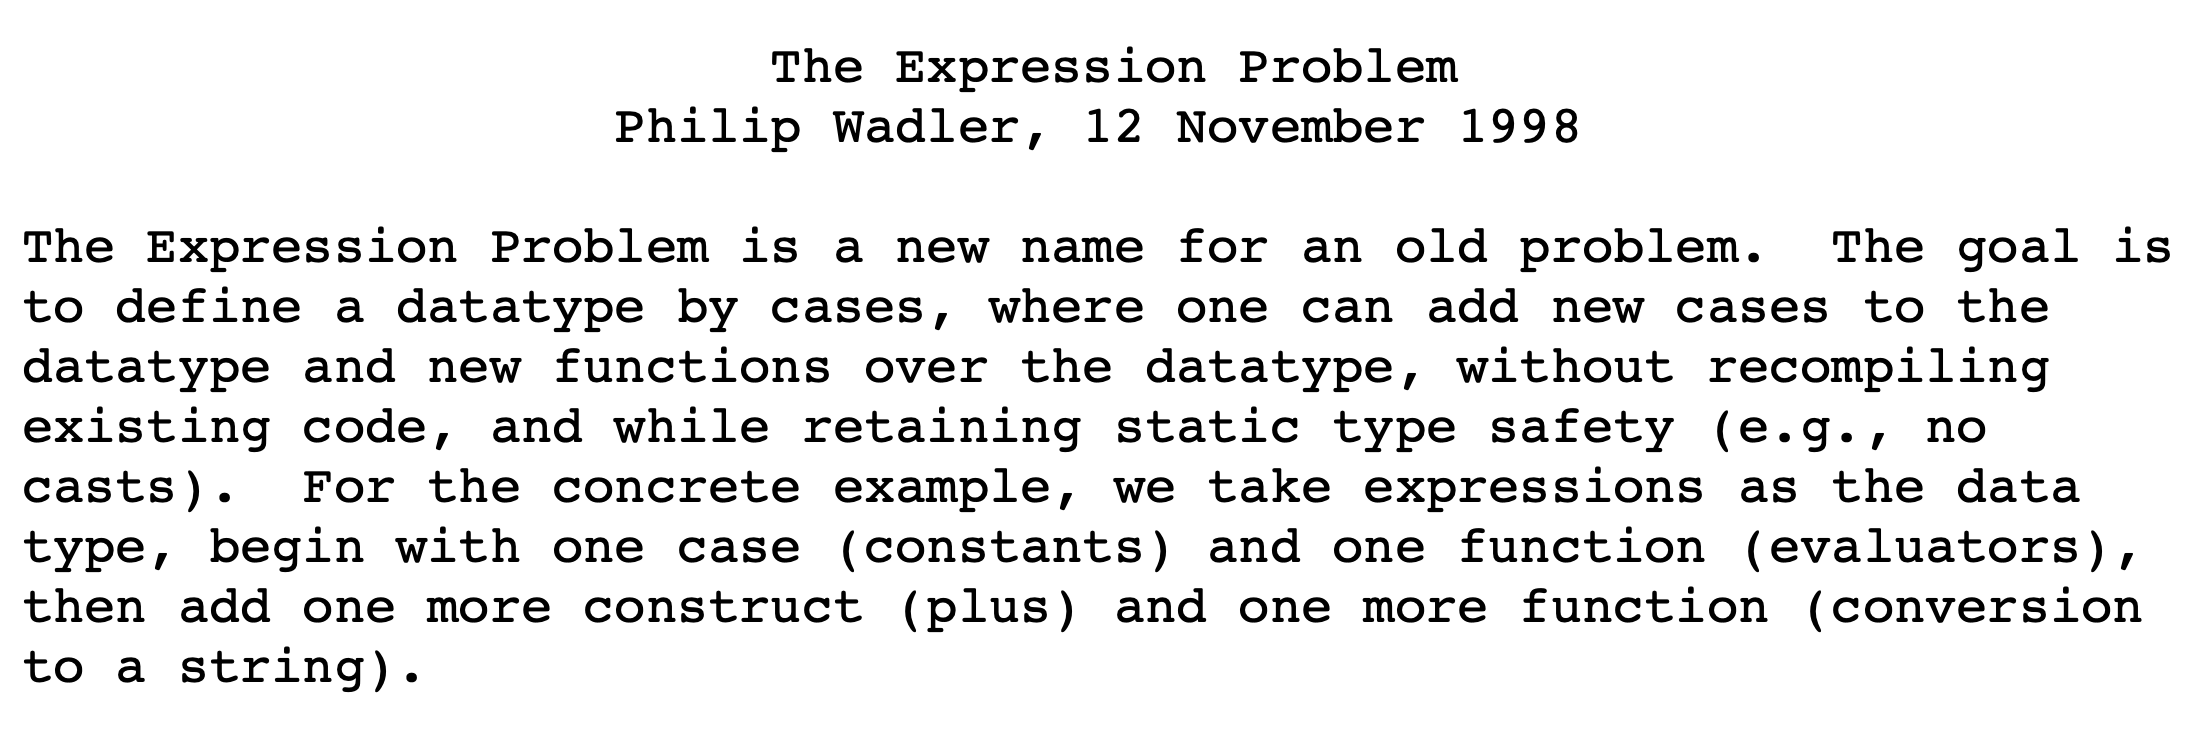 The Expression Problem
Philip Wadler, 12 November 1998
The Expression Problem is a new name for an old problem.  The goal is
to define a datatype by cases, where one can add new cases to the
datatype and new functions over the datatype, without recompiling
existing code, and while retaining static type safety (e.g., no
casts).  For the concrete example, we take expressions as the data
type, begin with one case (constants) and one function (evaluators),
then add one more construct (plus) and one more function (conversion
to a string).